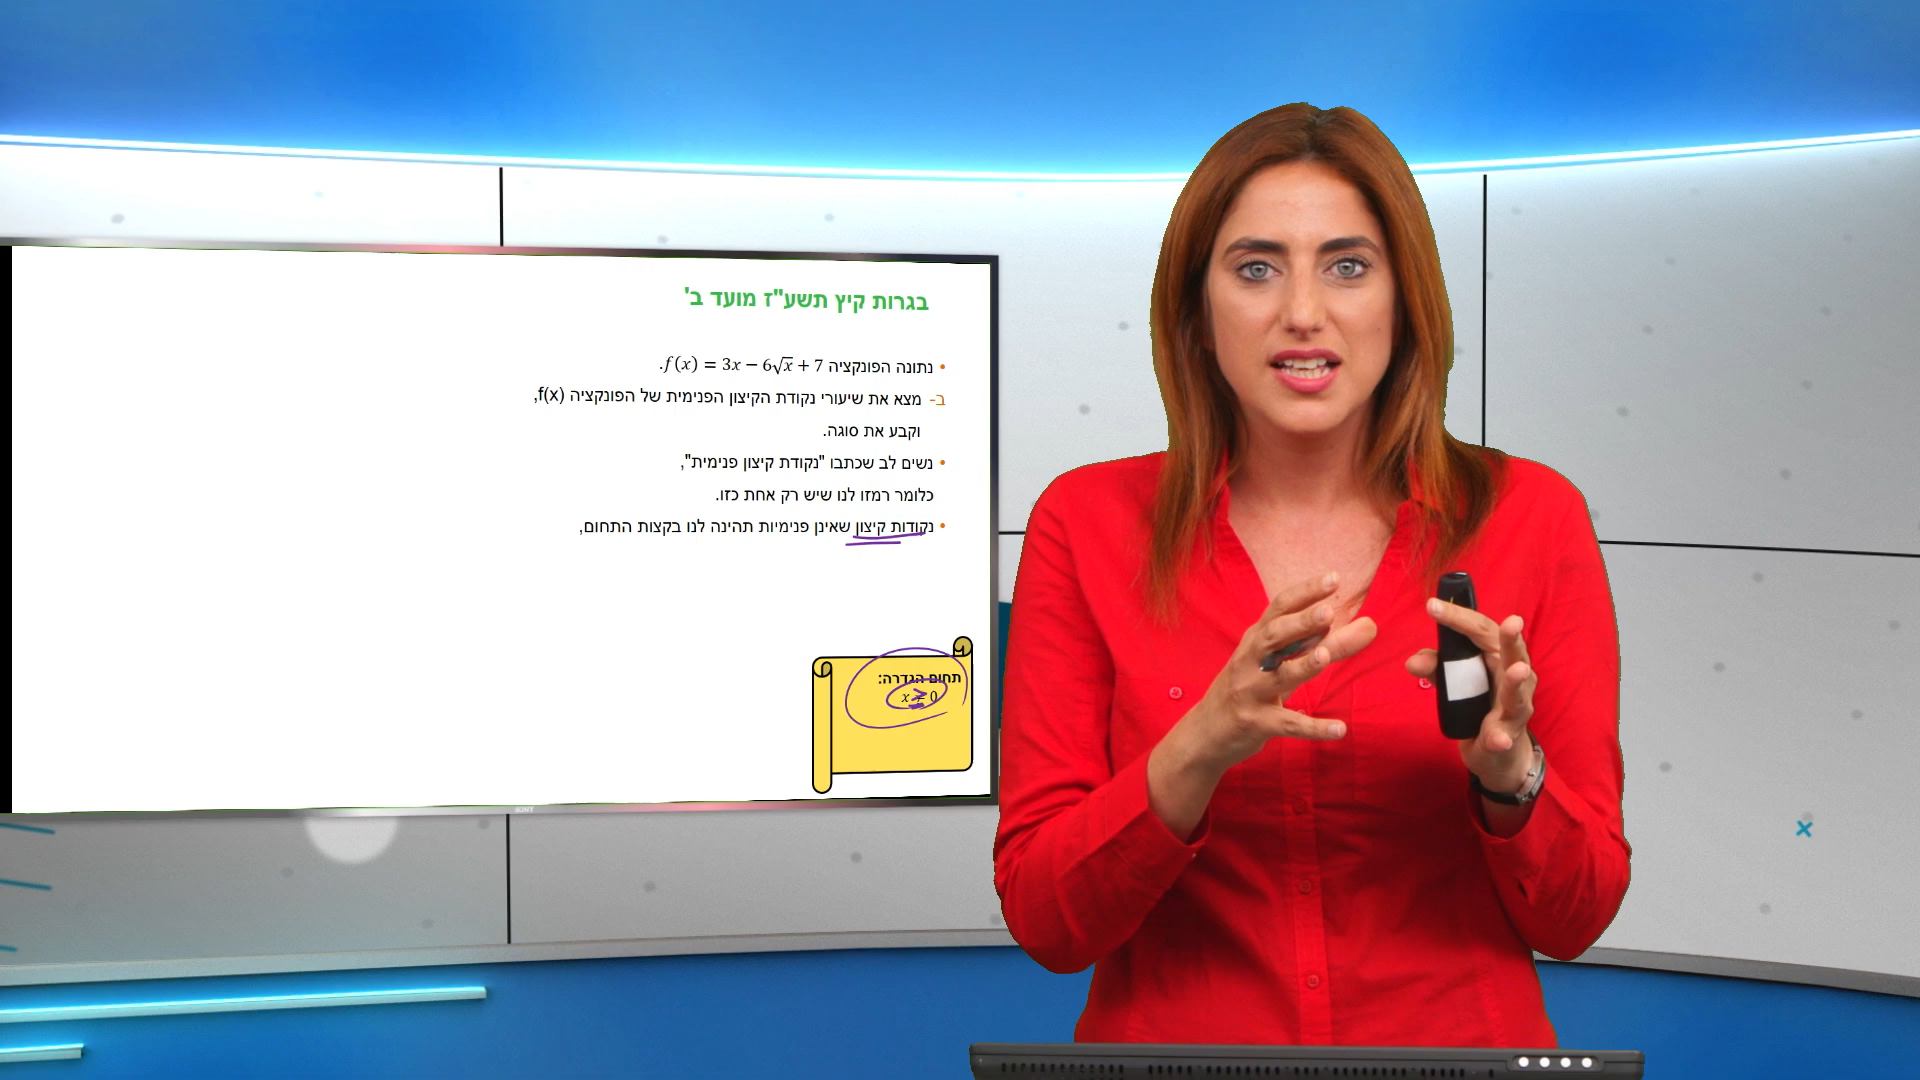 בגרות קיץ תשע"ז מועד ב'
• נתונה הפונקציה f(x) = 3x − 6√x + 7.
ב- מצא את שיעורי נקודת הקיצון הפנימית של הפונקציה f(x),
וקבע את סוגה.
• נשים לב שכתבו "נקודת קיצון פנימית",
כלומר רמזו לנו שיש רק אחת כזו.
• נקודות קיצון שאינן פנימיות תהינה לנו בקצות התחום,
תחום הגדרה:
x ≥ 0
SONY